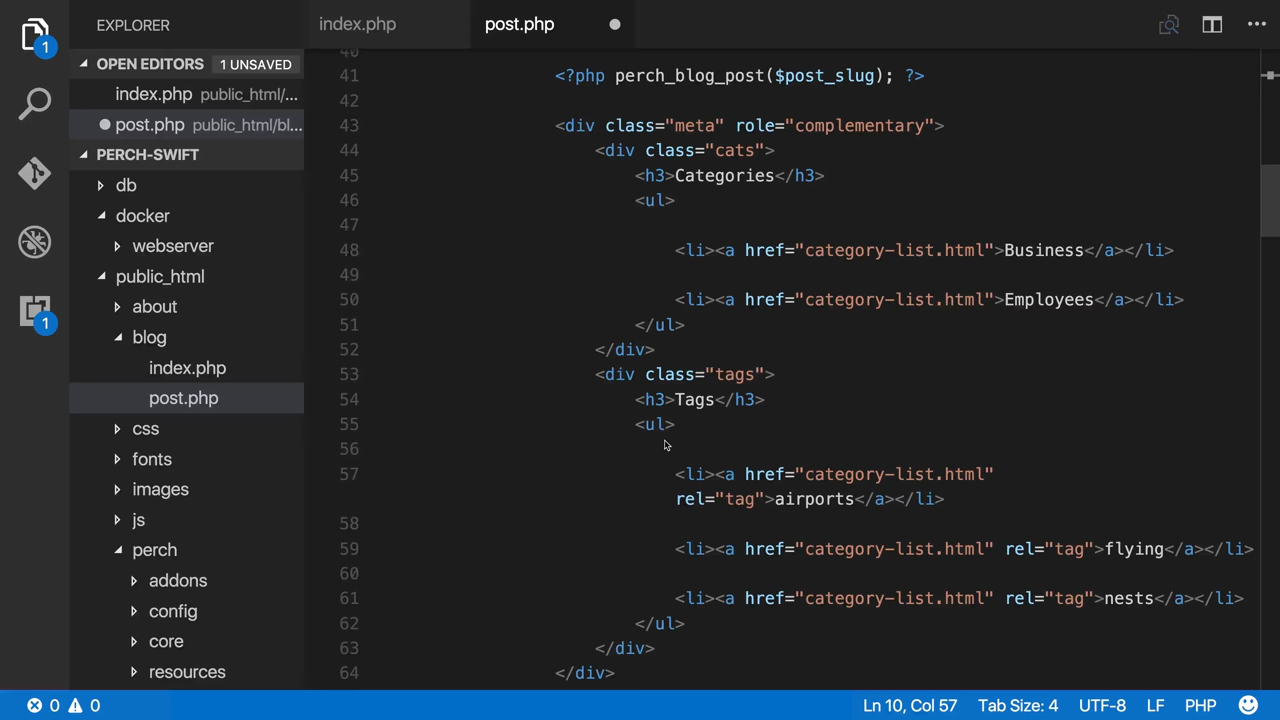 EXPLORER
index.php
post.php
1
OPEN EDITORS 1 UNSAVED
index.php public_html/...
post.php public_html/bl...
PERCH-SWIFT
db
docker
webserver
public_html
about
1
blog
index.php
post.php
css
fonts
images
js
perch
addons
config
core
resources
40
41 <?php perch_blog_post($post_slug); ?>
42
43 <div class="meta" role="complementary">
44 <div class="cats">
45 <h3>Categories</h3>
46 <ul>
47
48 <li><a href="category-list.html">Business</a></li>
49
50 <li><a href="category-list.html">Employees</a></li>
51 </ul>
52 </div>
53 <div class="tags">
54 <h3>Tags</h3>
55 <ul>
56
57 <li><a href="category-list.html"
rel="tag">airports</a></li>
58
59 <li><a href="category-list.html" rel="tag">flying</a></li>
60
61 <li><a href="category-list.html" rel="tag">nests</a></li>
62 </ul>
63 </div>
64 </div>
0 0 Ln 10, Col 57 Tab Size: 4 UTF-8 LF PHP